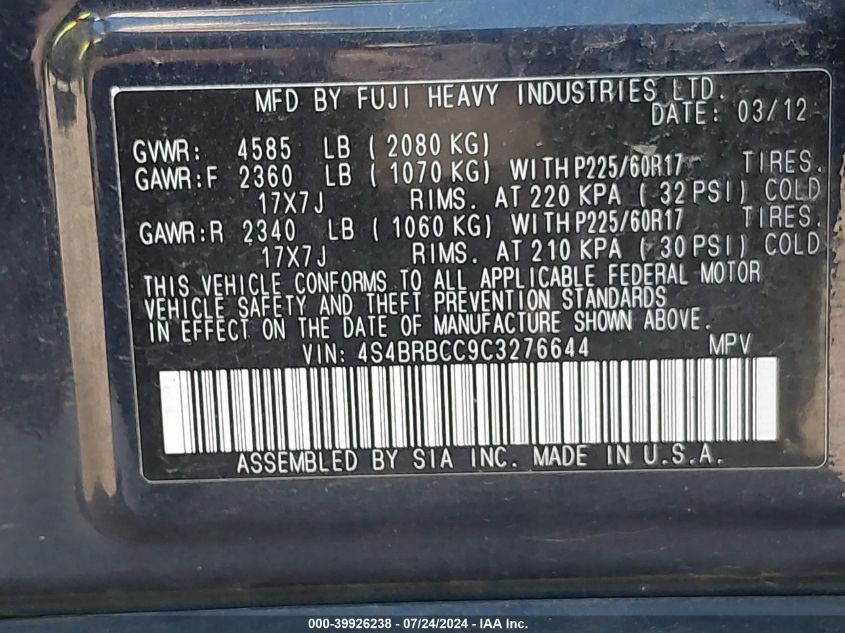 MFD BY FUJI HEAVY INDUSTRIES LTD.
DATE: 03/12
GVWR: 4585 LB ( 2080 KG)
GAWR:F 2360 LB ( 1070 KG) WITH P225/60R17 TIRES.
17X7J RIMS. AT 220 KPA ( 32 PSI) COLD
GAWR:R 2340 LB ( 1060 KG) WITH P225/60R17 TIRES.
17X7J RIMS. AT 210 KPA ( 30 PSI) COLD
THIS VEHICLE CONFORMS TO ALL APPLICABLE FEDERAL MOTOR
VEHICLE SAFETY AND THEFT PREVENTION STANDARDS
IN EFFECT ON THE DATE OF MANUFACTURE SHOWN ABOVE.
VIN: 4S4BRBCC9C3276644 MPV
ASSEMBLED BY SIA INC. MADE IN U.S.A.
000-39926238 - 07/24/2024 - IAAI.com